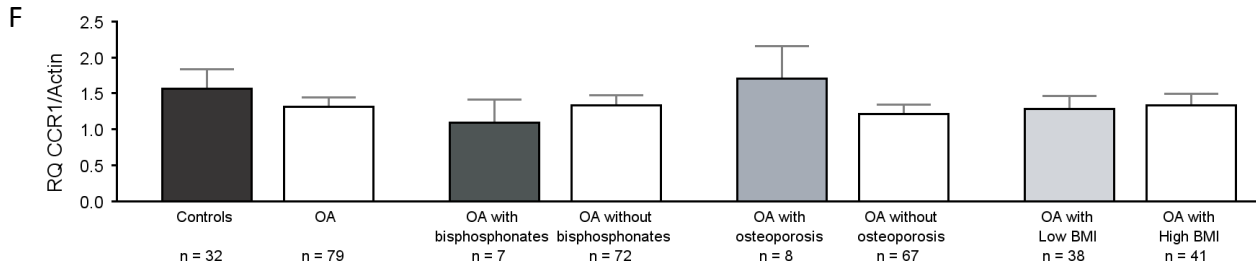 F
RQ CCR1/Actin
2.5
2.0
1.5
1.0
0.5
0.0
Controls
n = 32
OA
n = 79
OA with
bisphosphonates
n = 7
OA without
bisphosphonates
n = 72
OA with
osteoporosis
n = 8
OA without
osteoporosis
n = 67
OA with
Low BMI
n = 38
OA with
High BMI
n = 41